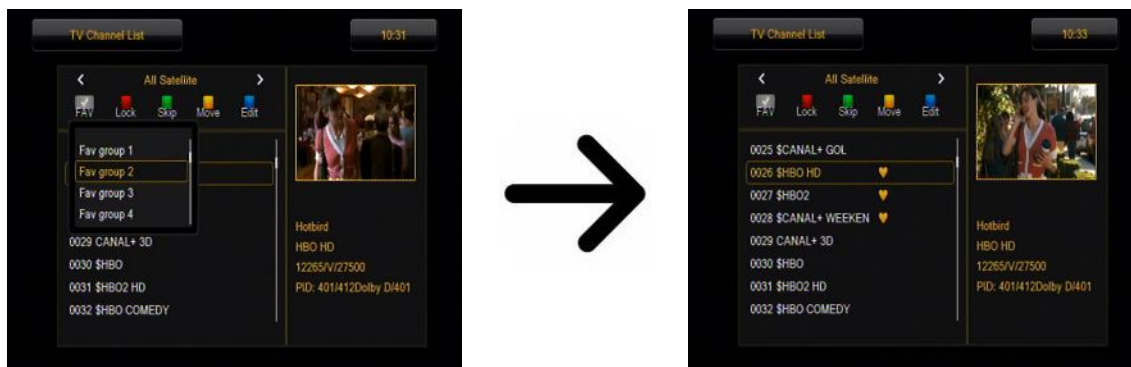 TV Channel List
10:31
All Satellite
FAV Lock Skip Move Edit
Fav group 1
Fav group 2
Fav group 3
Fav group 4
0029 CANAL+ 3D
0030 $HBO
0031 $HBO2 HD
0032 $HBO COMEDY
Hotbird
HBO HD
12265/V/27500
PID: 401/412Dolby D/401
TV Channel List
10:33
All Satellite
FAV Lock Skip Move Edit
0025 $CANAL+ GOL
0026 $HBO HD
0027 $HBO2
0028 $CANAL+ WEEKEN
0029 CANAL+ 3D
0030 $HBO
0031 $HBO2 HD
0032 $HBO COMEDY
Hotbird
HBO HD
12265/V/27500
PID: 401/412Dolby D/401